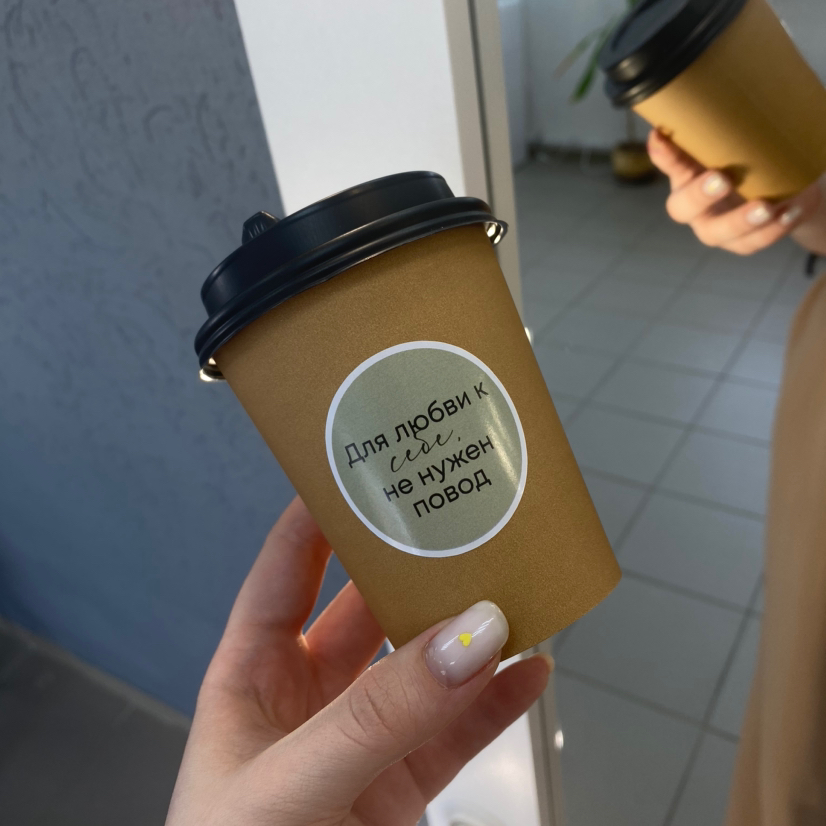 Для любви к
себе,
не нужен
повод